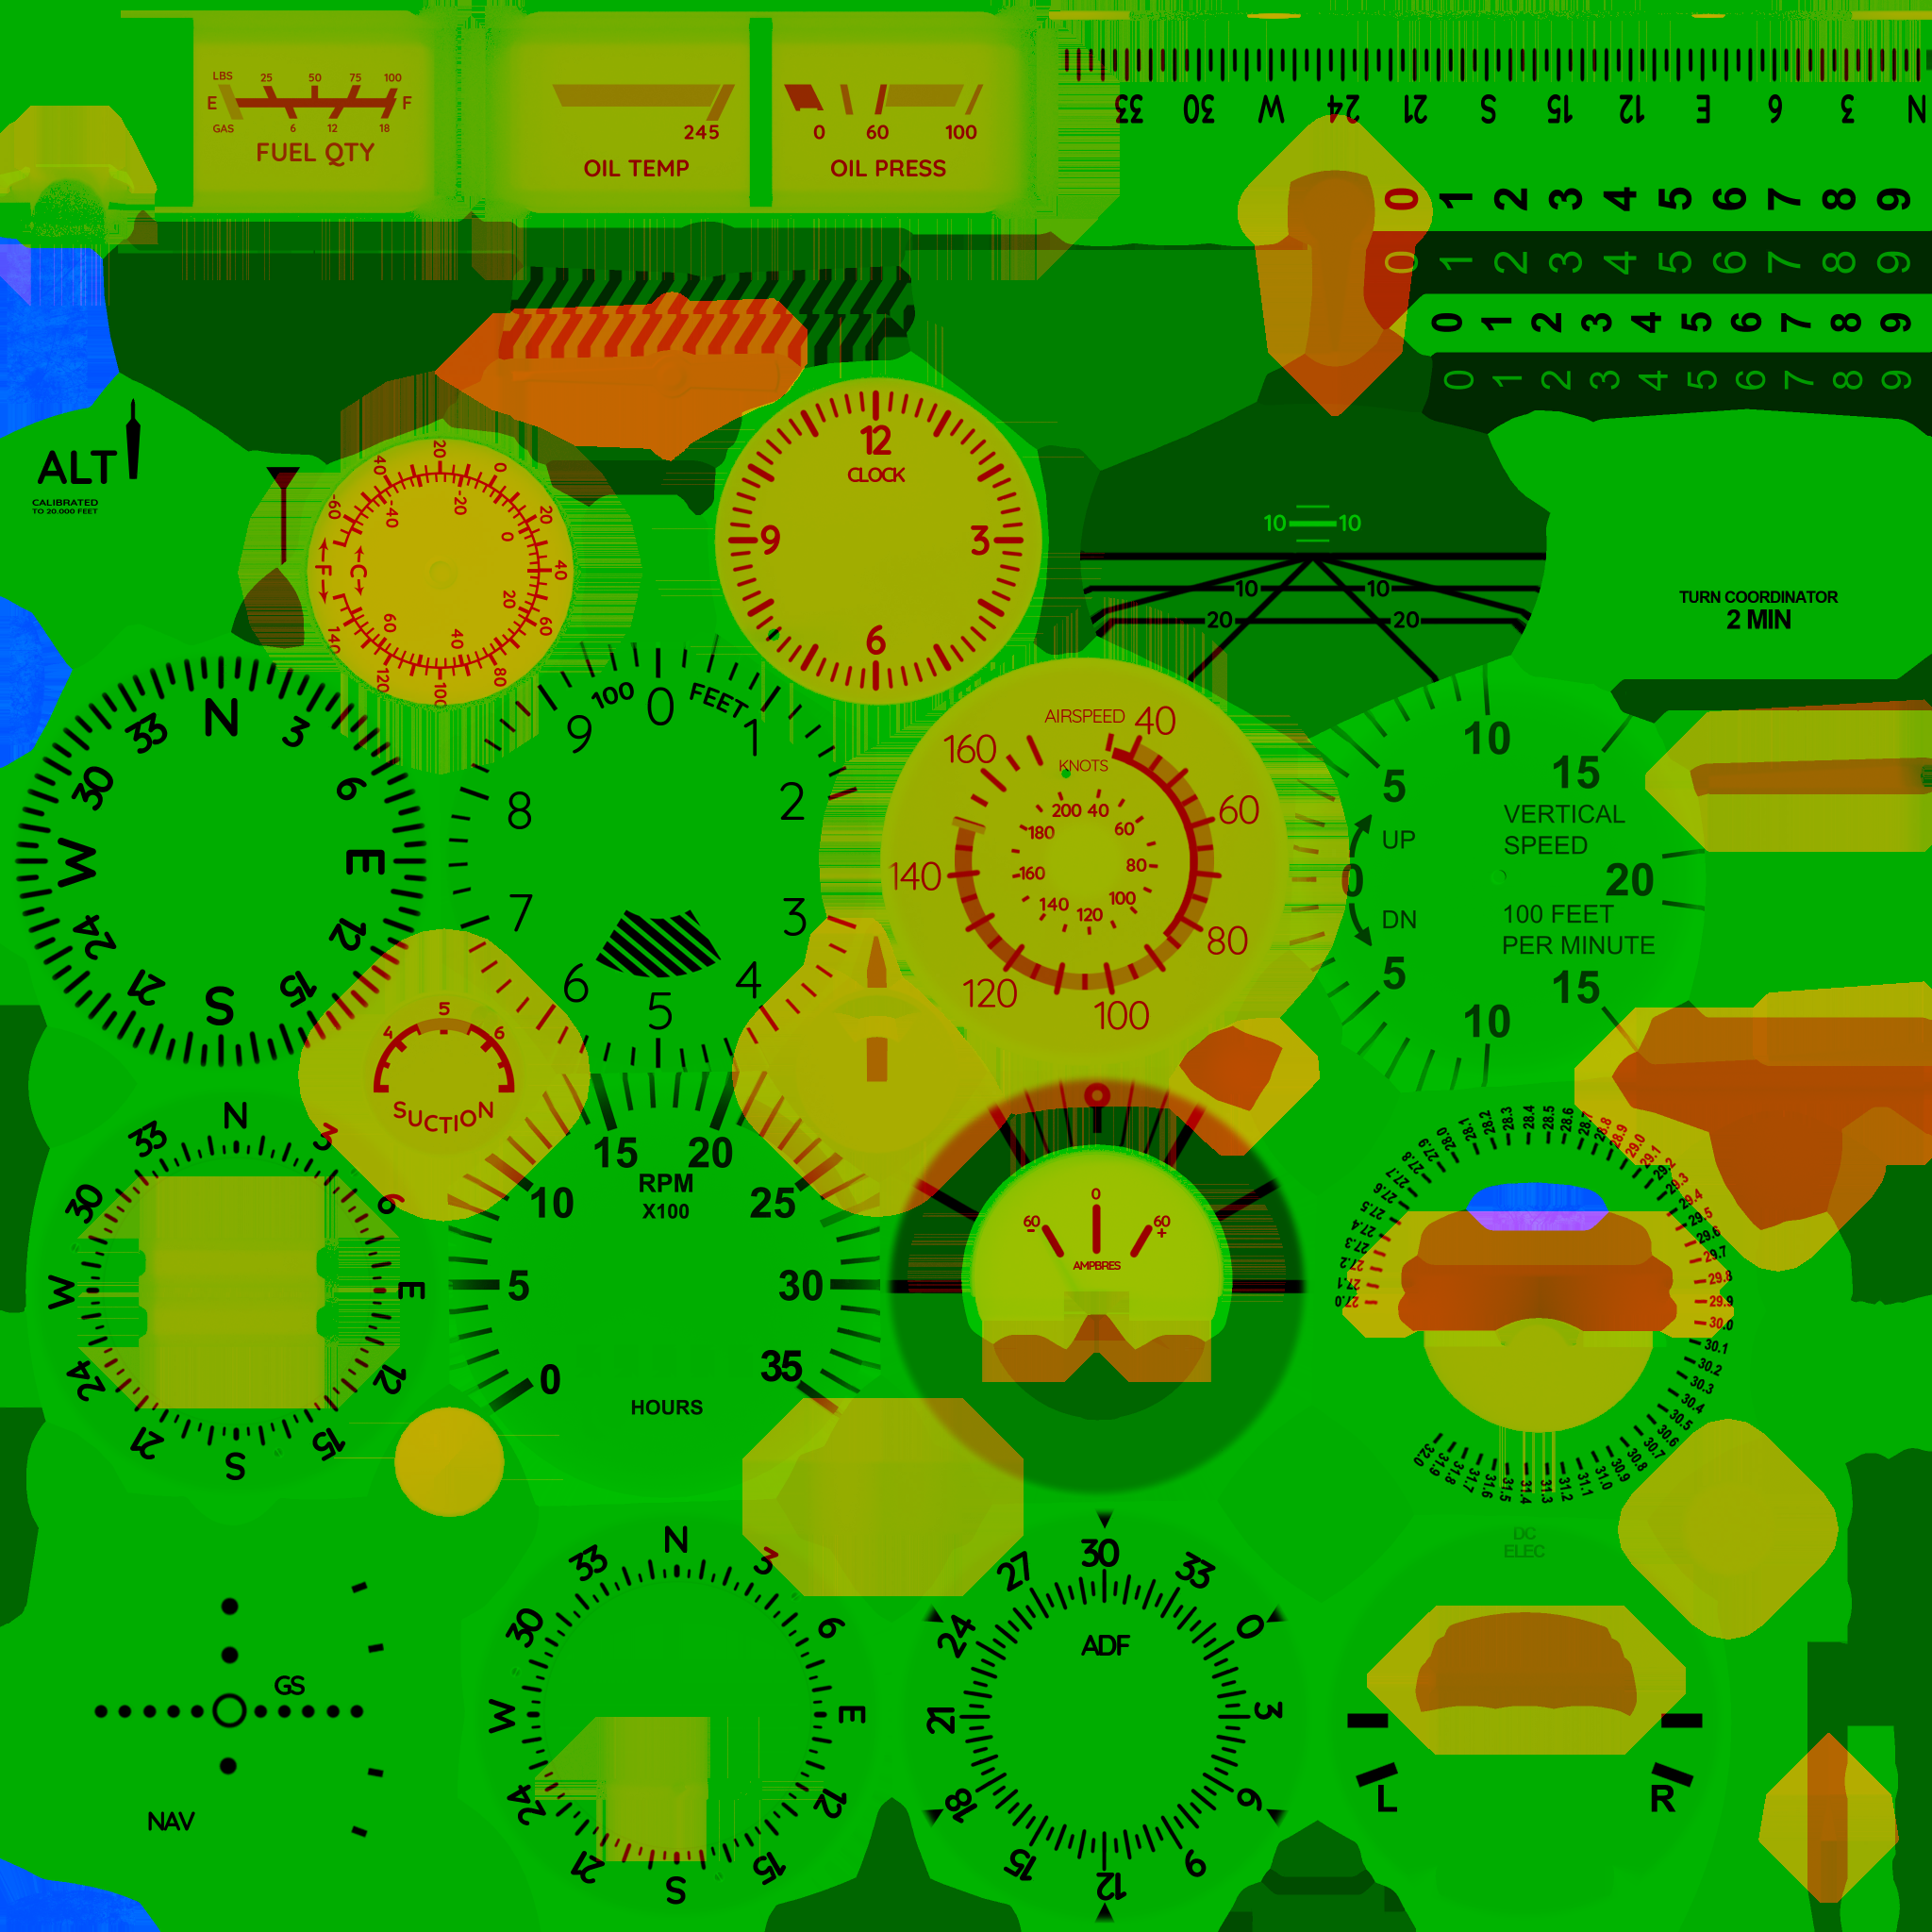 LBS 25 50 75 100
E F
GAS 6 12 18
FUEL QTY
245
OIL TEMP
0 60 100
OIL PRESS
33 30 W 24 21 S 15 12 E 6 3 N
0 1 2 3 4 5 6 7 8 9
0 1 2 3 4 5 6 7 8 9
0 1 2 3 4 5 6 7 8 9
0 1 2 3 4 5 6 7 8 9
ALT
CALIBRATED
TO 20.000 FEET
-60 -40 20 0 20 40 60 80 100 120 140
-40 -20 0 20 40 60
F
C
12
CLOCK
9 3
6
10 10
10 10
20 20
TURN COORDINATOR
2 MIN
N 3 6 E 12 15 S 21 24 W 30 33
100 FEET
0 1 2 3 4 5 6 7 8 9
AIRSPEED
KNOTS
40 60 80 100 120 140 160
40 60 80 100 120 140 160 180 200
10
15
5
VERTICAL
SPEED
UP
0 20
DN
100 FEET
PER MINUTE
5
15
10
4 5 6
SUCTION
N 3 6 E 12 15 S 21 24 W 30 33
15 20
RPM
X100
10 25
5 30
0 35
HOURS
0
60 60
- +
AMPBRES
27.0 27.1 27.2 27.3 27.4 27.5 27.6 27.7 27.8 27.9 28.0 28.1 28.2 28.3 28.4 28.5 28.6 28.7 28.8 28.9 29.0 29.1 29.2 29.3 29.4 29.5 29.6 29.7 29.8 29.9 30.0 30.1 30.2 30.3 30.4 30.5 30.6 30.7 30.8 30.9 31.0 31.1 31.2 31.3 31.4 31.5 31.6 31.7 31.8 31.9 32.0
GS
NAV
N 3 6 E 12 15 S 21 24 W 30 33
30 33 0 3 6 9 12 15 18 21 24 27
ADF
DC
ELEC
L R